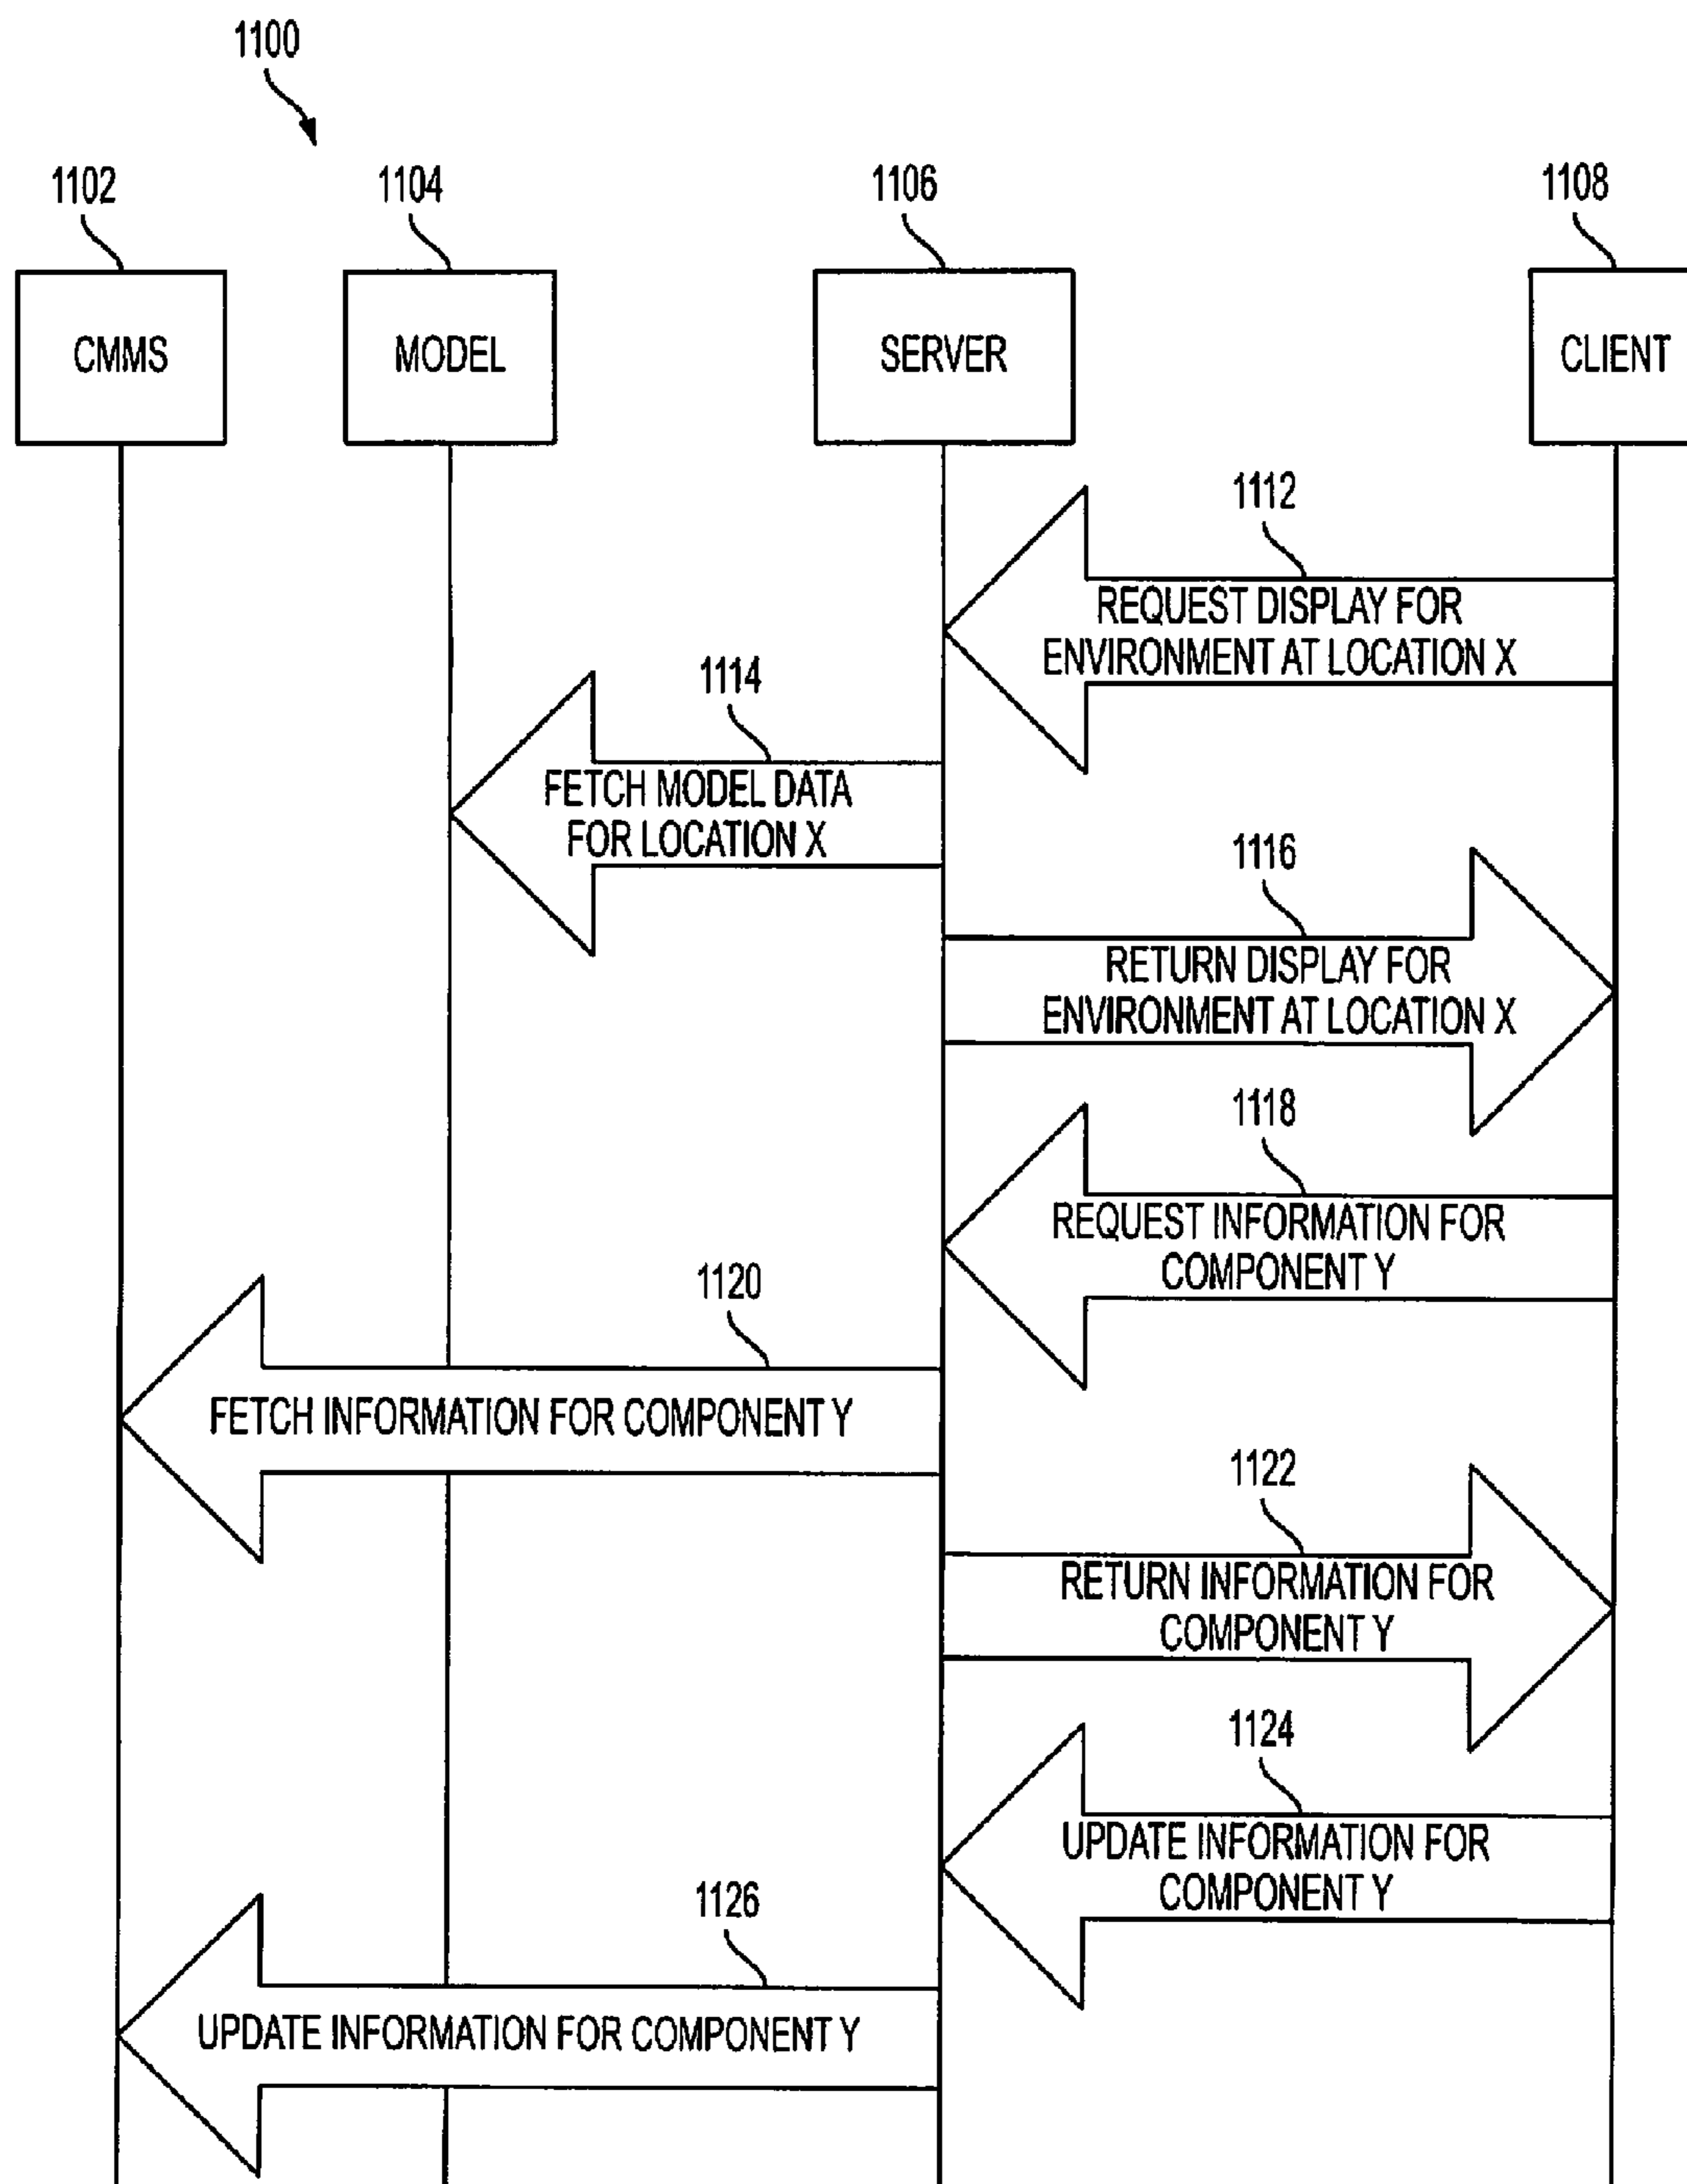 1100
1102
1104
1106
1108
CMMS
MODEL
SERVER
CLIENT
1112
REQUEST DISPLAY FOR
ENVIRONMENT AT LOCATION X
1114
FETCH MODEL DATA
FOR LOCATION X
1116
RETURN DISPLAY FOR
ENVIRONMENT AT LOCATION X
1118
REQUEST INFORMATION FOR
COMPONENT Y
1120
FETCH INFORMATION FOR COMPONENT Y
1122
RETURN INFORMATION FOR
COMPONENT Y
1124
UPDATE INFORMATION FOR
COMPONENT Y
1126
UPDATE INFORMATION FOR COMPONENT Y